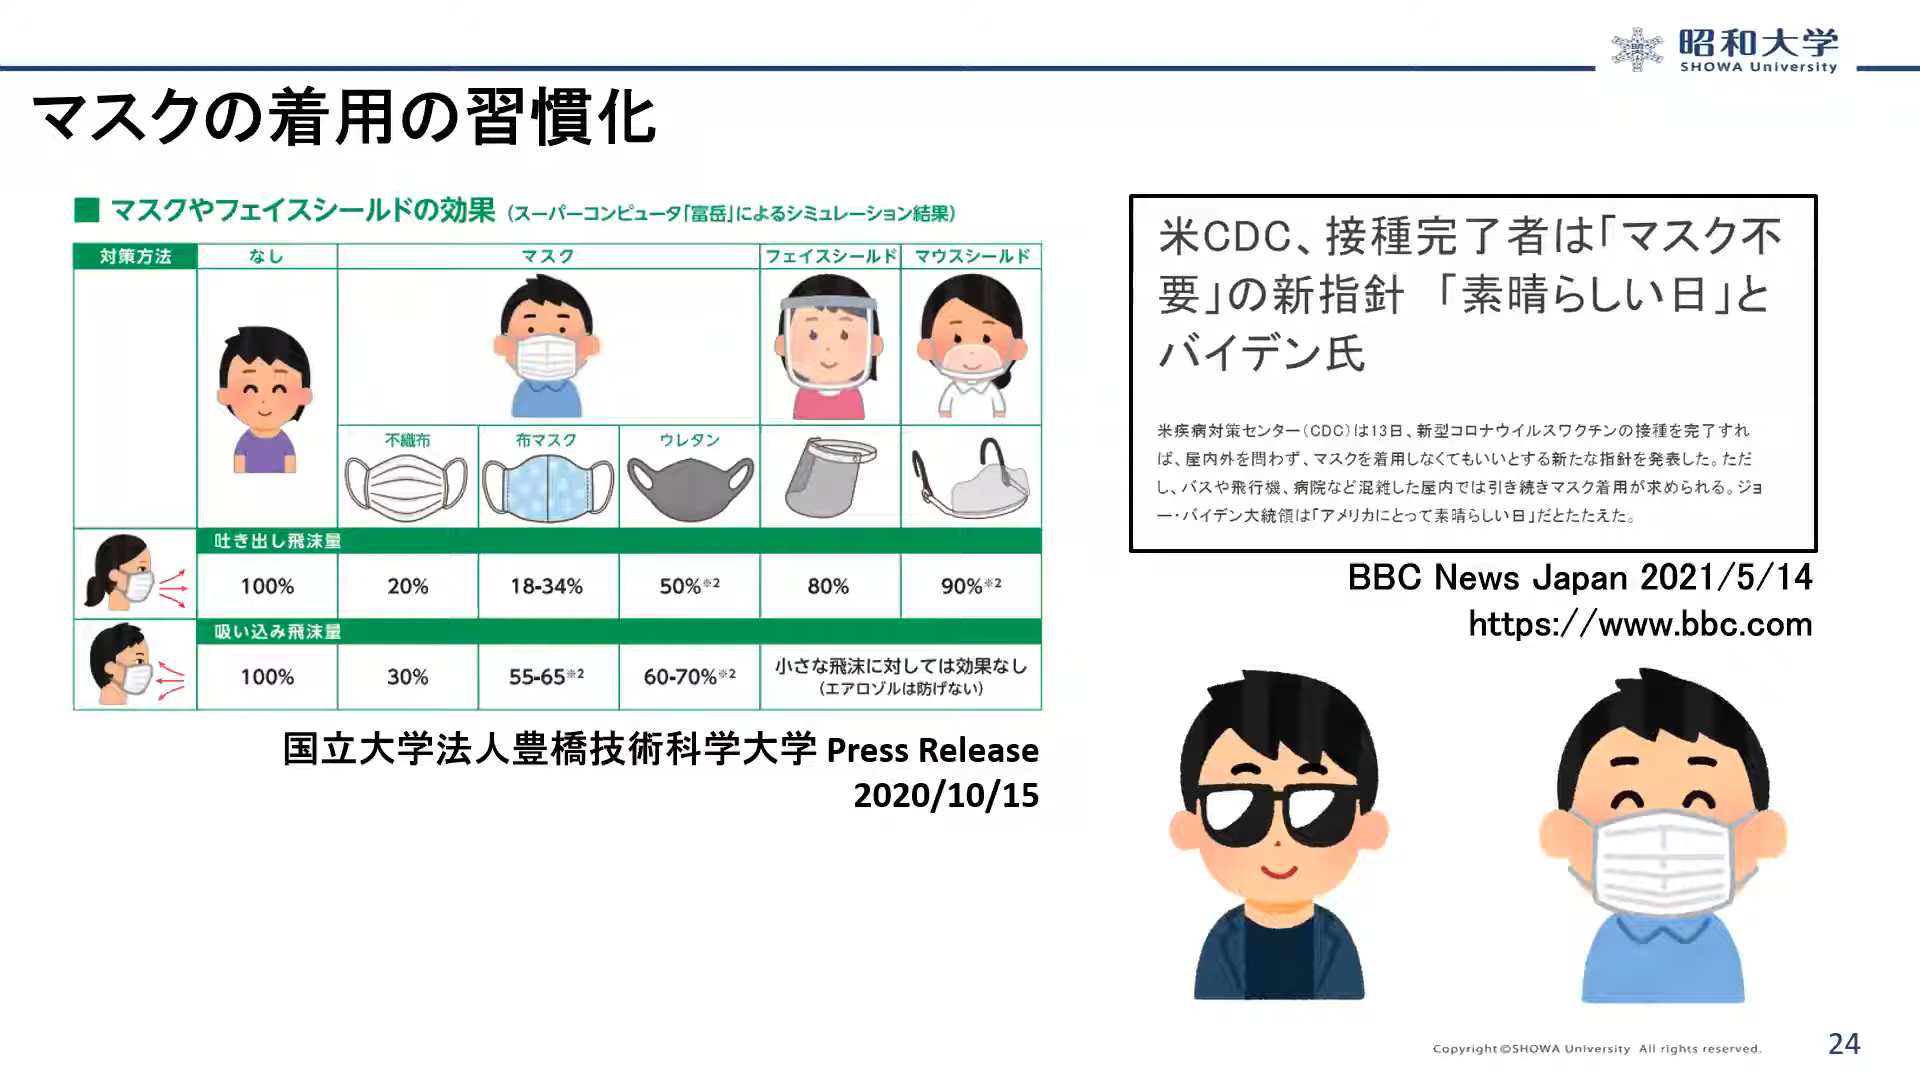 昭和大学
SHOWA University
マスクの着用の習慣化
■ マスクやフェイスシールドの効果（スーパーコンピュータ「富岳」によるシミュレーション結果）
対策方法 なし マスク フェイスシールド マウスシールド
不織布 布マスク ウレタン
吐き出し飛沫量
100% 20% 18-34% 50%※2 80% 90%※2
吸い込み飛沫量
100% 30% 55-65※2 60-70%※2 小さな飛沫に対しては効果なし
（エアロゾルは防げない）
国立大学法人豊橋技術科学大学 Press Release
2020/10/15
米CDC、接種完了者は「マスク不
要」の新指針 「素晴らしい日」と
バイデン氏
米疾病対策センター（CDC）は13日、新型コロナウイルスワクチンの接種を完了すれ
ば、屋内外を問わず、マスクを着用しなくてもいいとする新たな指針を発表した。ただ
し、バスや飛行機、病院など混雑した屋内では引き続きマスク着用が求められる。ジョ
ー・バイデン大統領は「アメリカにとって素晴らしい日」だとたたえた。
BBC News Japan 2021/5/14
https://www.bbc.com
Copyright©SHOWA University All rights reserved.
24